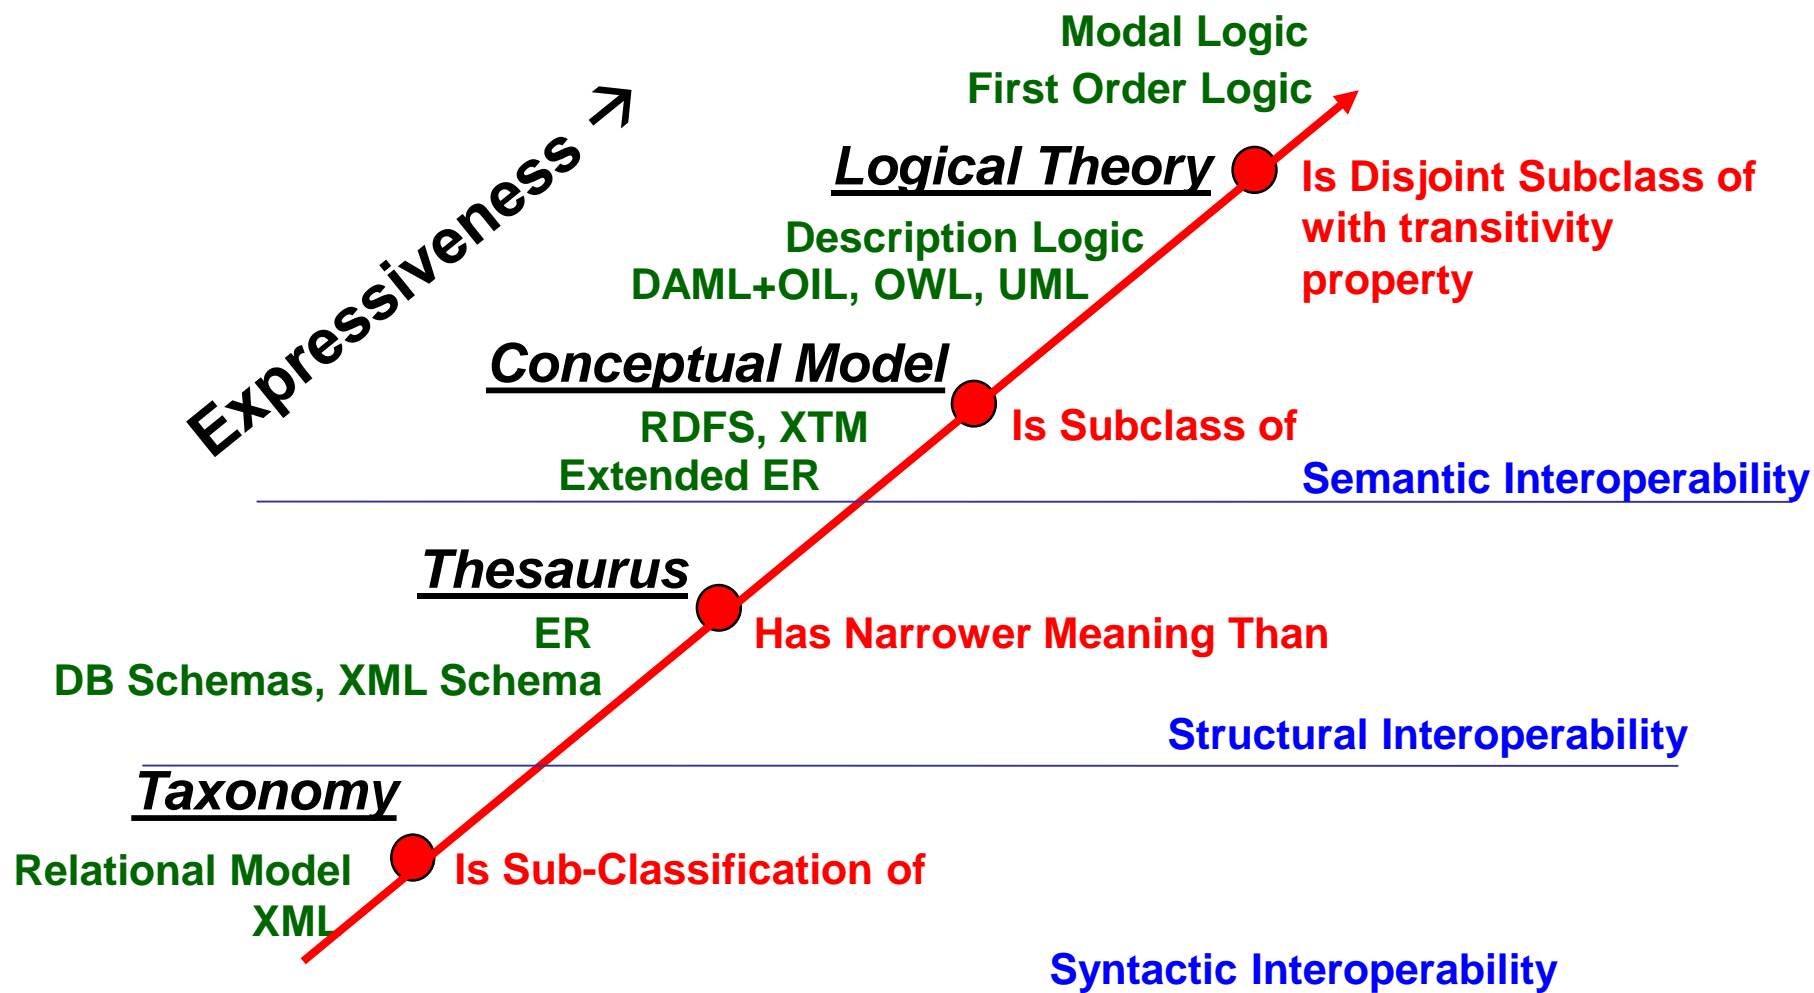 Modal Logic
First Order Logic
Expressiveness →
Logical Theory
Is Disjoint Subclass of
with transitivity
property
Description Logic
DAML+OIL, OWL, UML
Conceptual Model
RDFS, XTM
Is Subclass of
Extended ER
Semantic Interoperability
Thesaurus
ER
Has Narrower Meaning Than
DB Schemas, XML Schema
Structural Interoperability
Taxonomy
Relational Model
Is Sub-Classification of
XML
Syntactic Interoperability